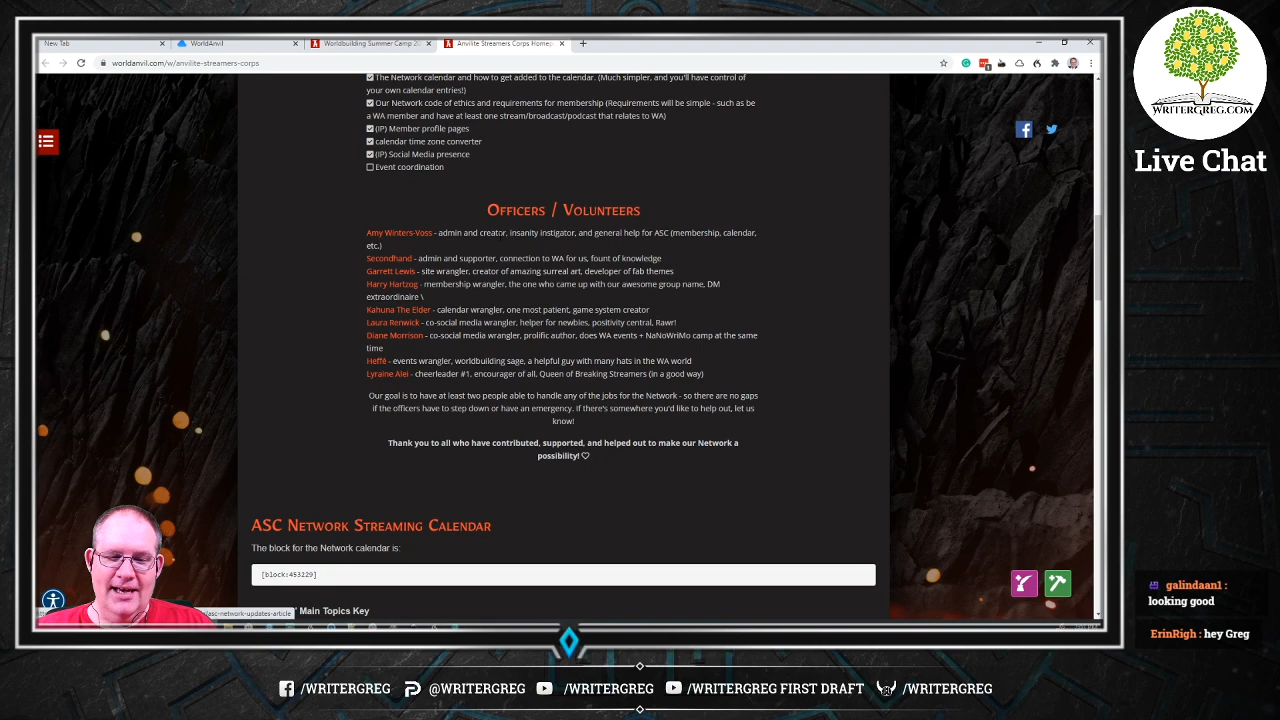 New Tab
WorldAnvil
Worldbuilding Summer Camp 20
Anvilite Streamers Corps Homep
worldanvil.com/w/anvilite-streamers-corps
The Network calendar and how to get added to the calendar. (Much simpler, and you'll have control of
your own calendar entries!)
Our Network code of ethics and requirements for membership (Requirements will be simple - such as be
a WA member and have at least one stream/broadcast/podcast that relates to WA)
(IP) Member profile pages
calendar time zone converter
(IP) Social Media presence
Event coordination
Officers / Volunteers
Amy Winters-Voss - admin and creator, insanity instigator, and general help for ASC (membership, calendar,
etc.)
Secondhand - admin and supporter, connection to WA for us, fount of knowledge
Garrett Lewis - site wrangler, creator of amazing surreal art, developer of fab themes
Harry Hartzog - membership wrangler, the one who came up with our awesome group name, DM
extraordinaire \
Kahuna The Elder - calendar wrangler, one most patient, game system creator
Laura Renwick - co-social media wrangler, helper for newbies, positivity central, Rawr!
Diane Morrison - co-social media wrangler, prolific author, does WA events + NaNoWriMo camp at the same
time
Heffé - events wrangler, worldbuilding sage, a helpful guy with many hats in the WA world
Lyraine Alei - cheerleader #1, encourager of all, Queen of Breaking Streamers (in a good way)
Our goal is to have at least two people able to handle any of the jobs for the Network - so there are no gaps
if the officers have to step down or have an emergency. If there's somewhere you'd like to help out, let us
know!
Thank you to all who have contributed, supported, and helped out to make our Network a
possibility!
ASC Network Streaming Calendar
The block for the Network calendar is:
[block:453229]
/asc-network-updates-article
' Main Topics Key
WRITERGREG.COM
Live Chat
galindaan1 :
looking good
ErinRigh : hey Greg
/WRITERGREG
@WRITERGREG
/WRITERGREG
/WRITERGREG FIRST DRAFT
/WRITERGREG